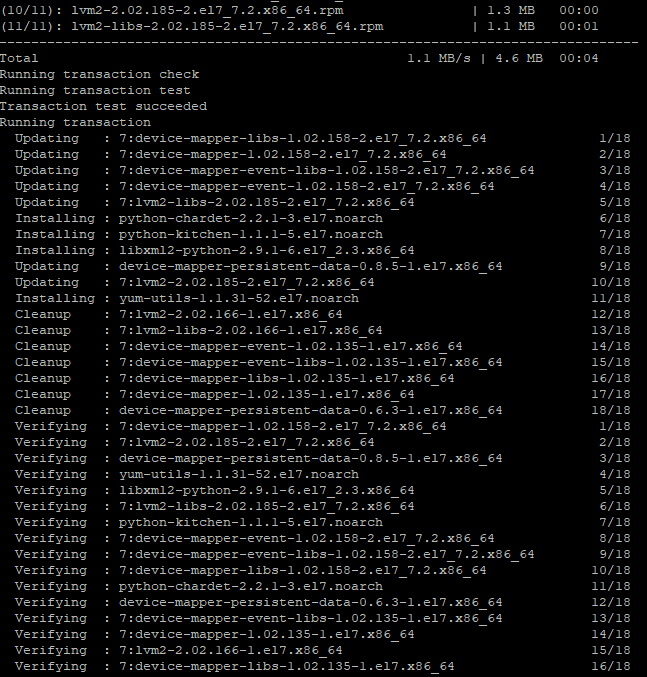 (10/11): lvm2-2.02.185-2.el7_7.2.x86_64.rpm | 1.3 MB 00:00
(11/11): lvm2-libs-2.02.185-2.el7_7.2.x86_64.rpm | 1.1 MB 00:01
--------------------------------------------------------------------------------
Total 1.1 MB/s | 4.6 MB 00:04
Running transaction check
Running transaction test
Transaction test succeeded
Running transaction
Updating : 7:device-mapper-libs-1.02.158-2.el7_7.2.x86_64 1/18
Updating : 7:device-mapper-1.02.158-2.el7_7.2.x86_64 2/18
Updating : 7:device-mapper-event-libs-1.02.158-2.el7_7.2.x86_64 3/18
Updating : 7:device-mapper-event-1.02.158-2.el7_7.2.x86_64 4/18
Updating : 7:lvm2-libs-2.02.185-2.el7_7.2.x86_64 5/18
Installing : python-chardet-2.2.1-3.el7.noarch 6/18
Installing : python-kitchen-1.1.1-5.el7.noarch 7/18
Installing : libxml2-python-2.9.1-6.el7_2.3.x86_64 8/18
Updating : device-mapper-persistent-data-0.8.5-1.el7.x86_64 9/18
Updating : 7:lvm2-2.02.185-2.el7_7.2.x86_64 10/18
Installing : yum-utils-1.1.31-52.el7.noarch 11/18
Cleanup : 7:lvm2-2.02.166-1.el7.x86_64 12/18
Cleanup : 7:lvm2-libs-2.02.166-1.el7.x86_64 13/18
Cleanup : 7:device-mapper-event-1.02.135-1.el7.x86_64 14/18
Cleanup : 7:device-mapper-event-libs-1.02.135-1.el7.x86_64 15/18
Cleanup : 7:device-mapper-libs-1.02.135-1.el7.x86_64 16/18
Cleanup : 7:device-mapper-1.02.135-1.el7.x86_64 17/18
Cleanup : device-mapper-persistent-data-0.6.3-1.el7.x86_64 18/18
Verifying : 7:device-mapper-1.02.158-2.el7_7.2.x86_64 1/18
Verifying : 7:lvm2-2.02.185-2.el7_7.2.x86_64 2/18
Verifying : device-mapper-persistent-data-0.8.5-1.el7.x86_64 3/18
Verifying : yum-utils-1.1.31-52.el7.noarch 4/18
Verifying : libxml2-python-2.9.1-6.el7_2.3.x86_64 5/18
Verifying : 7:lvm2-libs-2.02.185-2.el7_7.2.x86_64 6/18
Verifying : python-kitchen-1.1.1-5.el7.noarch 7/18
Verifying : 7:device-mapper-event-1.02.158-2.el7_7.2.x86_64 8/18
Verifying : 7:device-mapper-event-libs-1.02.158-2.el7_7.2.x86_64 9/18
Verifying : 7:device-mapper-libs-1.02.158-2.el7_7.2.x86_64 10/18
Verifying : python-chardet-2.2.1-3.el7.noarch 11/18
Verifying : device-mapper-persistent-data-0.6.3-1.el7.x86_64 12/18
Verifying : 7:device-mapper-event-libs-1.02.135-1.el7.x86_64 13/18
Verifying : 7:device-mapper-1.02.135-1.el7.x86_64 14/18
Verifying : 7:lvm2-2.02.166-1.el7.x86_64 15/18
Verifying : 7:device-mapper-libs-1.02.135-1.el7.x86_64 16/18